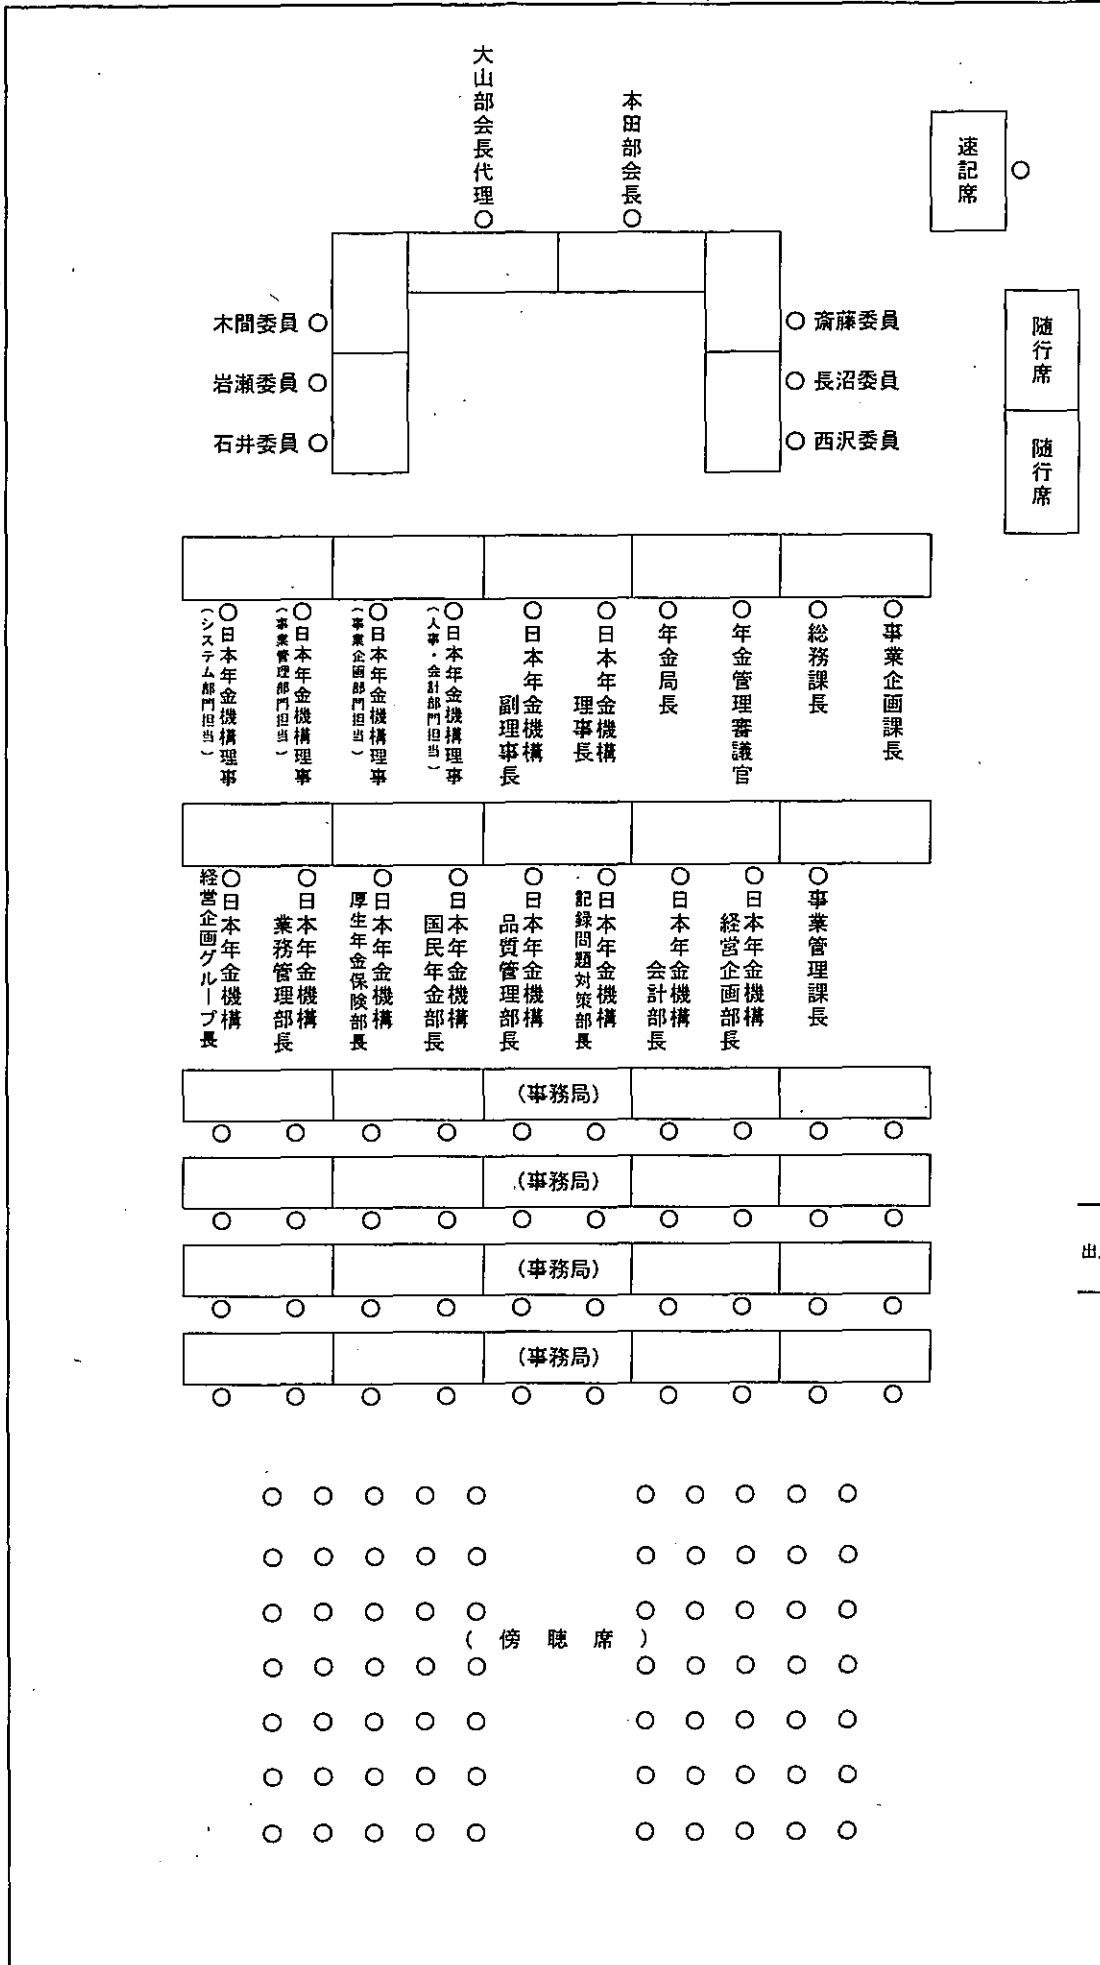 大山部会長代理
本田部会長
速記席
木間委員
岩瀬委員
石井委員
斎藤委員
長沼委員
西沢委員
随行席
随行席
日本年金機構理事
(システム部門担当)
日本年金機構理事
(事業管理部門担当)
日本年金機構理事
(事業企画部門担当)
日本年金機構理事
(人事・会計部門担当)
日本年金機構
副理事長
日本年金機構
理事長
年金局長
年金管理審議官
総務課長
事業企画課長
日本年金機構
経営企画グループ長
日本年金機構
業務管理部長
日本年金機構
厚生年金保険部長
日本年金機構
国民年金部長
日本年金機構
品質管理部長
日本年金機構
記録問題対策部長
日本年金機構
会計部長
日本年金機構
経営企画部長
事業管理課長
(事務局)
(事務局)
(事務局)
(事務局)
出
(傍聴席)